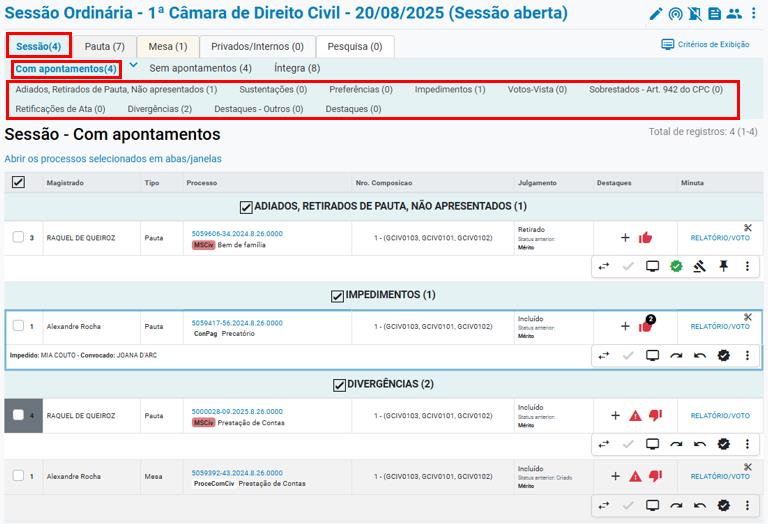 Sessão Ordinária - 1ª Câmara de Direito Civil - 20/08/2025 (Sessão aberta)
Sessão(4) Pauta (7) Mesa (1) Privados/Internos (0) Pesquisa (0) Critérios de Exibição
Com apontamentos(4) Sem apontamentos (4) Íntegra (8)
Adiados, Retirados de Pauta, Não apresentados (1) Sustentações (0) Preferências (0) Impedimentos (1) Votos-Vista (0) Sobrestados - Art. 942 do CPC (0)
Retificações de Ata (0) Divergências (2) Destaques - Outros (0) Destaques (0)
Sessão - Com apontamentos
Total de registros: 4 (1-4)
Abrir os processos selecionados em abas/janelas
Magistrado Tipo Processo Nro. Composicao Julgamento Destaques Minuta
ADIADOS, RETIRADOS DE PAUTA, NÃO APRESENTADOS (1)
3 RAQUEL DE QUEIROZ Pauta 5059606-34.2024.8.26.0000 MSCiv Bem de família 1 - (GCIV0103, GCIV0101, GCIV0102) Retirado Status anterior: Mérito RELATÓRIO/VOTO
IMPEDIMENTOS (1)
1 Alexandre Rocha Pauta 5059417-56.2024.8.26.0000 ConPag Precatório 1 - (GCIV0103, GCIV0101, GCIV0102) Incluído Status anterior: Mérito 2 RELATÓRIO/VOTO
Impedido: MIA COUTO - Convocado: JOANA D'ARC
DIVERGÊNCIAS (2)
4 RAQUEL DE QUEIROZ Pauta 5000028-09.2025.8.26.0000 MSCiv Prestação de Contas 1 - (GCIV0103, GCIV0101, GCIV0102) Incluído Status anterior: Mérito RELATÓRIO/VOTO
1 Alexandre Rocha Mesa 5059392-43.2024.8.26.0000 ProceComCiv Prestação de Contas 1 - (GCIV0103, GCIV0101, GCIV0102) Incluído Status anterior: Criado Mérito RELATÓRIO/VOTO